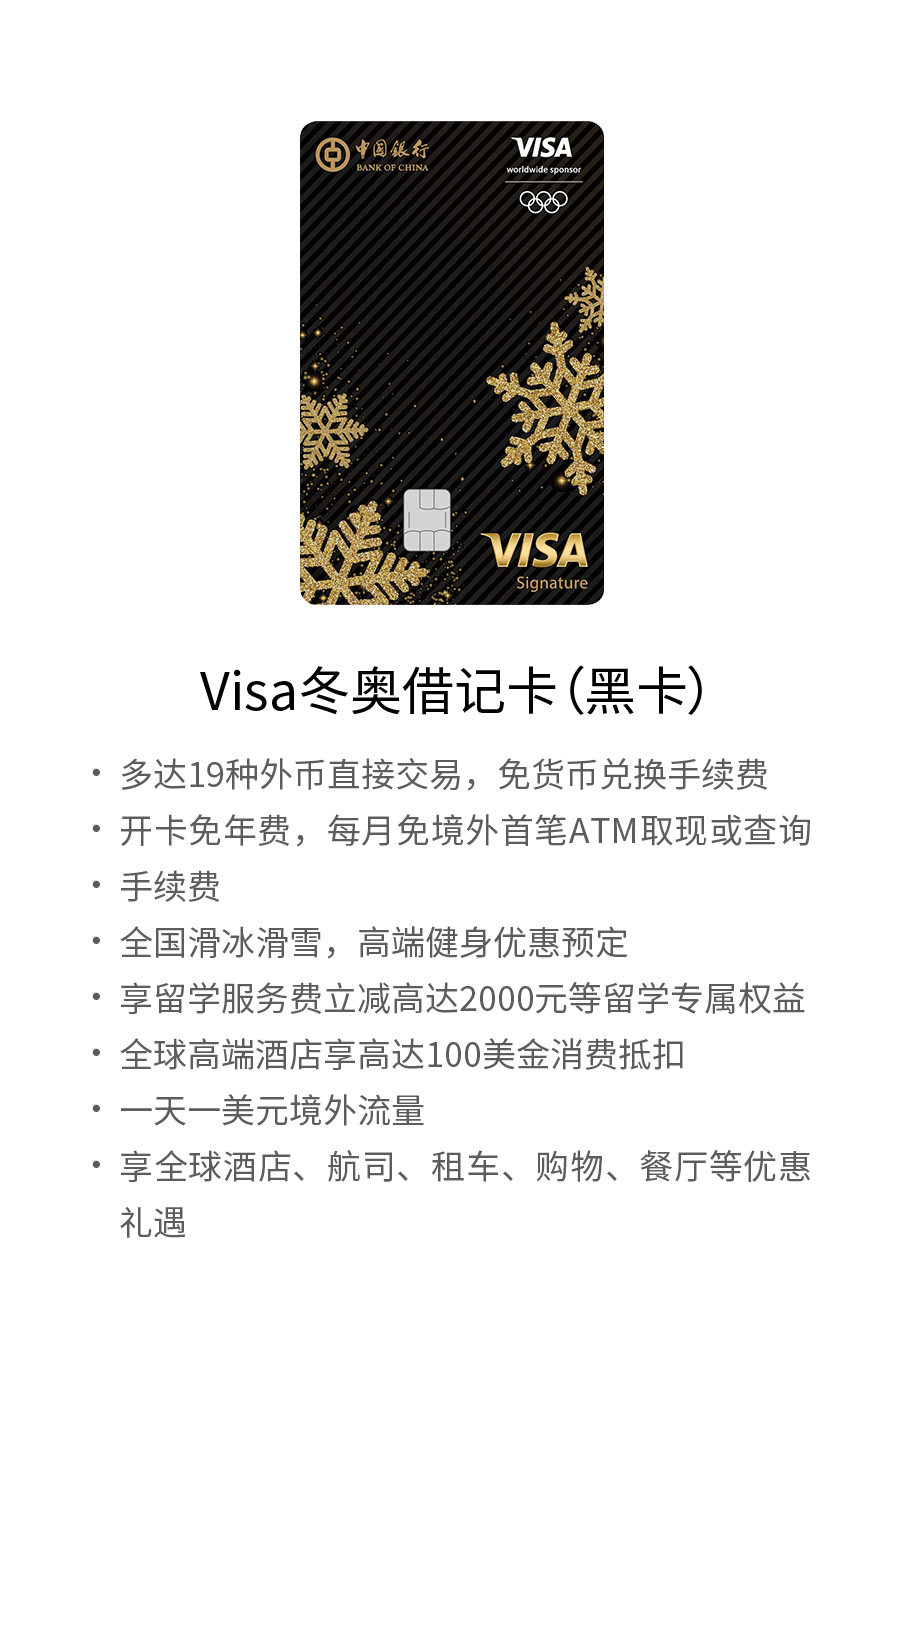 中国银行
BANK OF CHINA
VISA
worldwide sponsor
VISA
Signature
Visa冬奥借记卡（黑卡）
• 多达19种外币直接交易，免货币兑换手续费
• 开卡免年费，每月免境外首笔ATM取现或查询
• 手续费
• 全国滑冰滑雪，高端健身优惠预定
• 享留学服务费立减高达2000元等留学专属权益
• 全球高端酒店享高达100美金消费抵扣
• 一天一美元境外流量
• 享全球酒店、航司、租车、购物、餐厅等优惠
礼遇